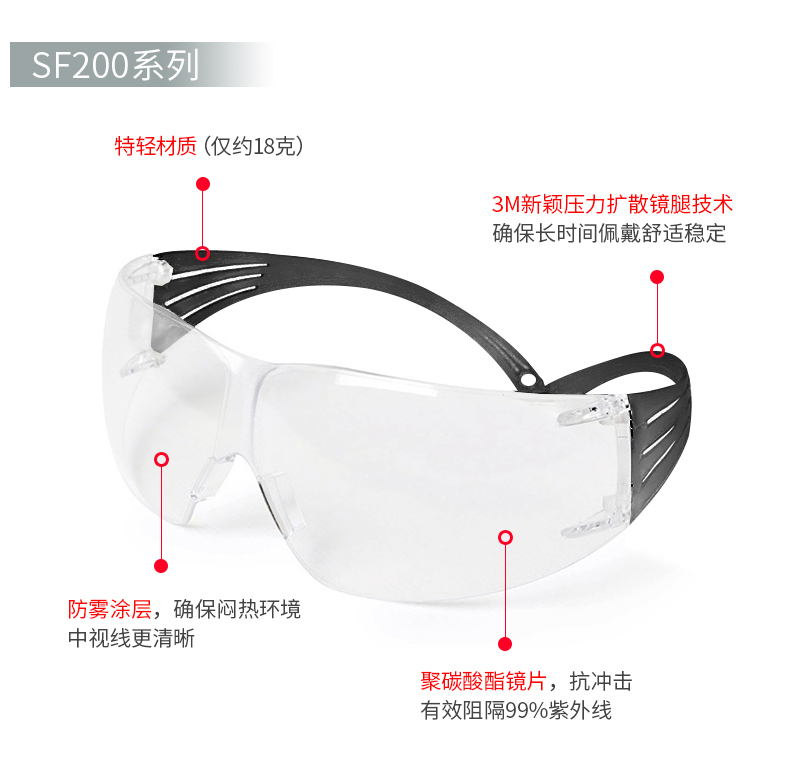 SF200系列
特轻材质（仅约18克）
3M新颖压力扩散镜腿技术
确保长时间佩戴舒适稳定
防雾涂层，确保闷热环境
中视线更清晰
聚碳酸酯镜片，抗冲击
有效阻隔99%紫外线